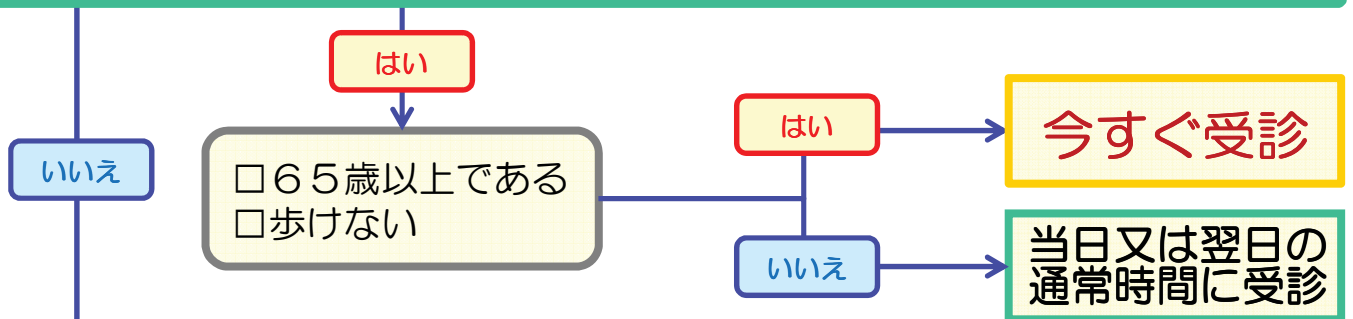 はい
いいえ
□６５歳以上である
□歩けない
はい
今すぐ受診
いいえ
当日又は翌日の
通常時間に受診